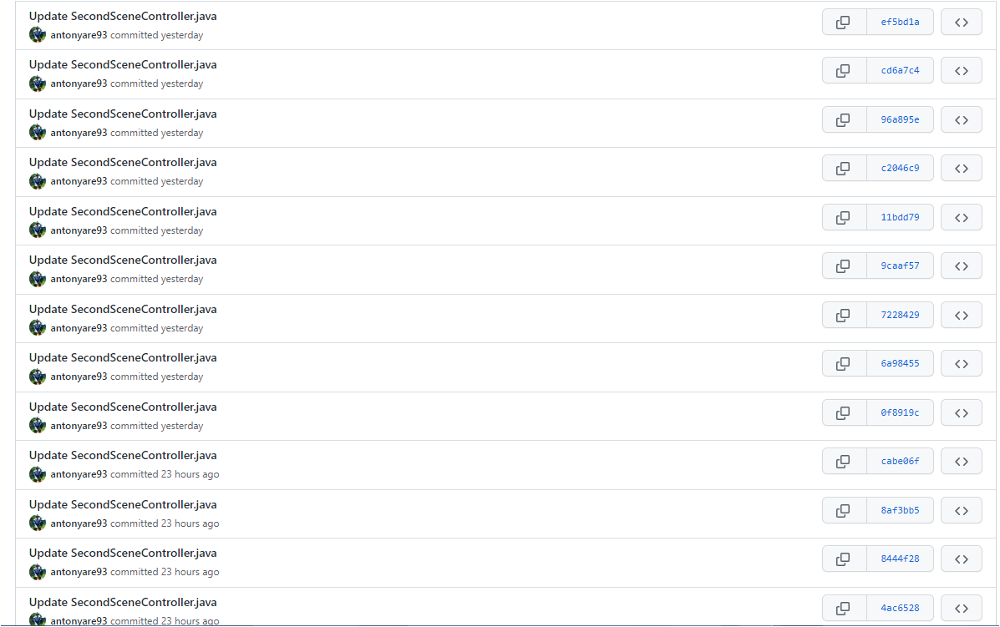 Update SecondSceneController.java
ef5bd1a
antonyare93 committed yesterday
Update SecondSceneController.java
cd6a7c4
antonyare93 committed yesterday
Update SecondSceneController.java
96a895e
antonyare93 committed yesterday
Update SecondSceneController.java
c2046c9
antonyare93 committed yesterday
Update SecondSceneController.java
11bdd79
antonyare93 committed yesterday
Update SecondSceneController.java
9caaf57
antonyare93 committed yesterday
Update SecondSceneController.java
7228429
antonyare93 committed yesterday
Update SecondSceneController.java
6a98455
antonyare93 committed yesterday
Update SecondSceneController.java
0f8919c
antonyare93 committed yesterday
Update SecondSceneController.java
cabe06f
antonyare93 committed 23 hours ago
Update SecondSceneController.java
8af3bb5
antonyare93 committed 23 hours ago
Update SecondSceneController.java
8444f28
antonyare93 committed 23 hours ago
Update SecondSceneController.java
4ac6528
antonyare93 committed 23 hours ago